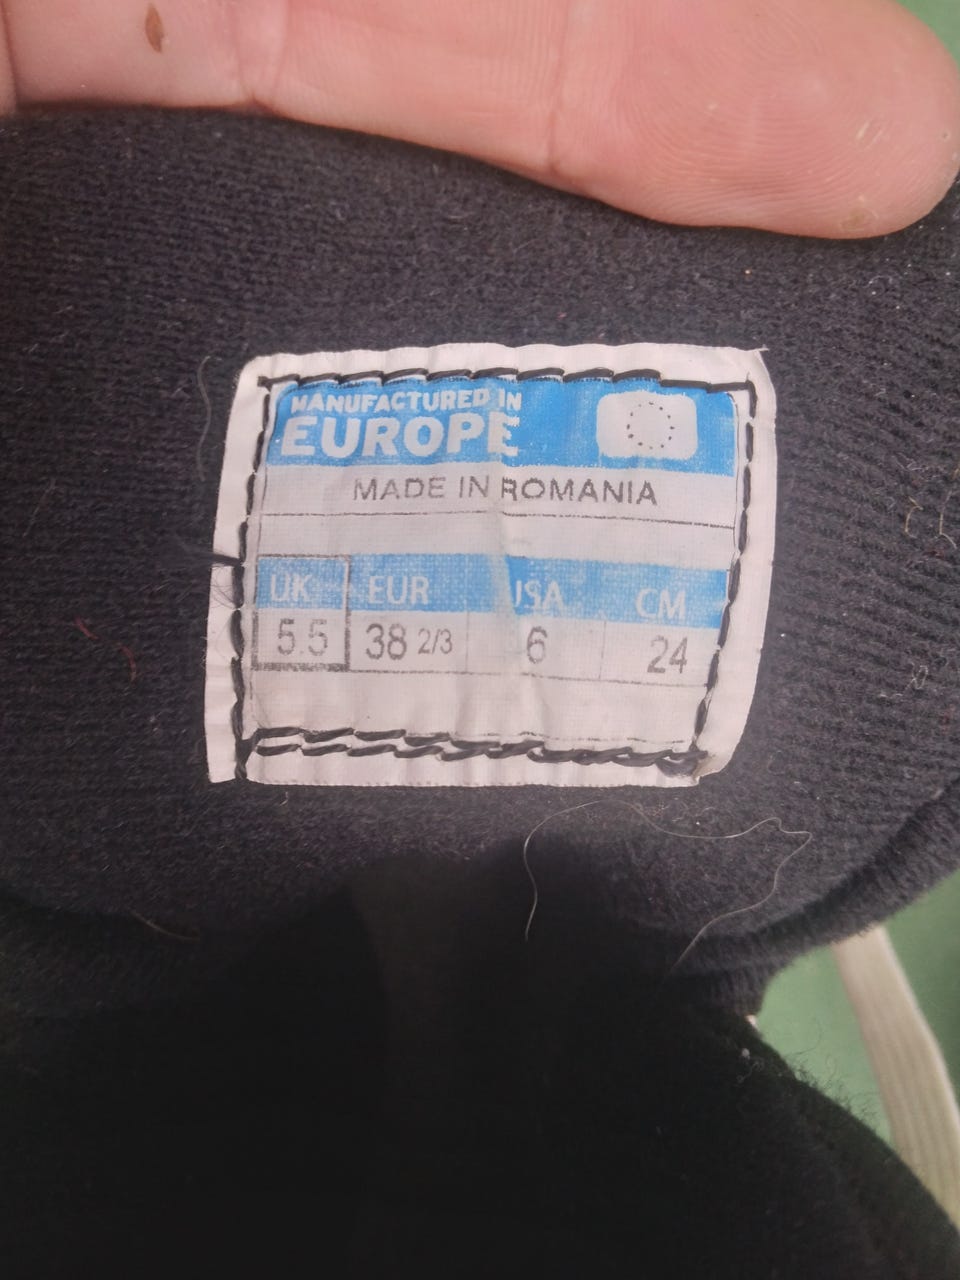 MANUFACTURED IN
EUROPE
MADE IN ROMANIA
UK EUR USA CM
5.5 38 2/3 6 24